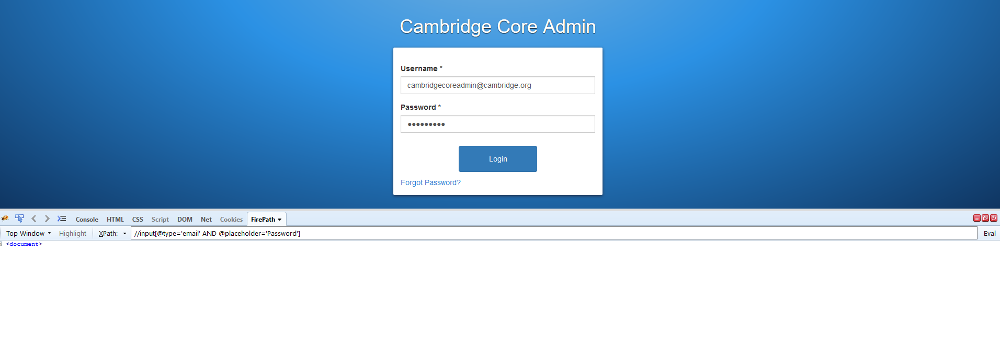 Cambridge Core Admin
Username *
cambridgecoreadmin@cambridge.org
Password *
●●●●●●●●●
Login
Forgot Password?
Console HTML CSS Script DOM Net Cookies FirePath
Top Window Highlight XPath: //input[@type='email' AND @placeholder='Password'] Eval
<document>